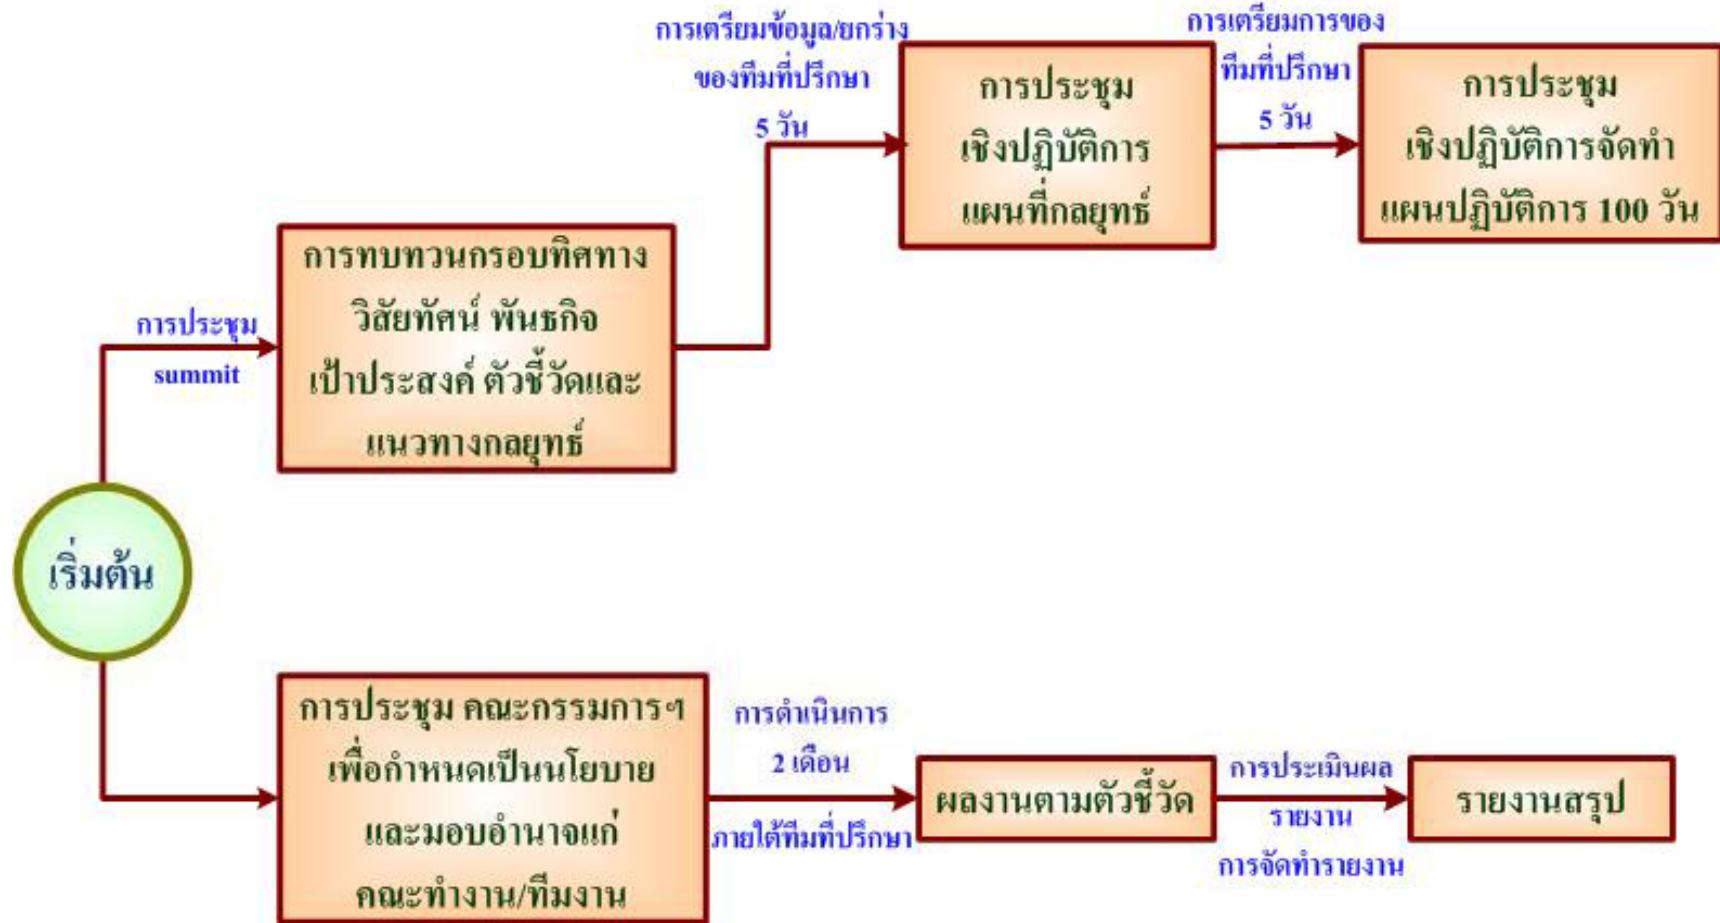 การเตรียมข้อมูล/ยกร่าง
ของทีมที่ปรึกษา
5 วัน
การประชุม
เชิงปฏิบัติการ
แผนที่กลยุทธ์
การเตรียมการของ
ทีมที่ปรึกษา
5 วัน
การประชุม
เชิงปฏิบัติการจัดทำ
แผนปฏิบัติการ 100 วัน
การประชุม
summit
การทบทวนกรอบทิศทาง
วิสัยทัศน์ พันธกิจ
เป้าประสงค์ ตัวชี้วัดและ
แนวทางกลยุทธ์
เริ่มต้น
การประชุม คณะกรรมการฯ
เพื่อกำหนดเป็นนโยบาย
และมอบอำนาจแก่
คณะทำงาน/ทีมงาน
การดำเนินการ
2 เดือน
ภายใต้ทีมที่ปรึกษา
ผลงานตามตัวชี้วัด
การประเมินผล
รายงาน
การจัดทำรายงาน
รายงานสรุป